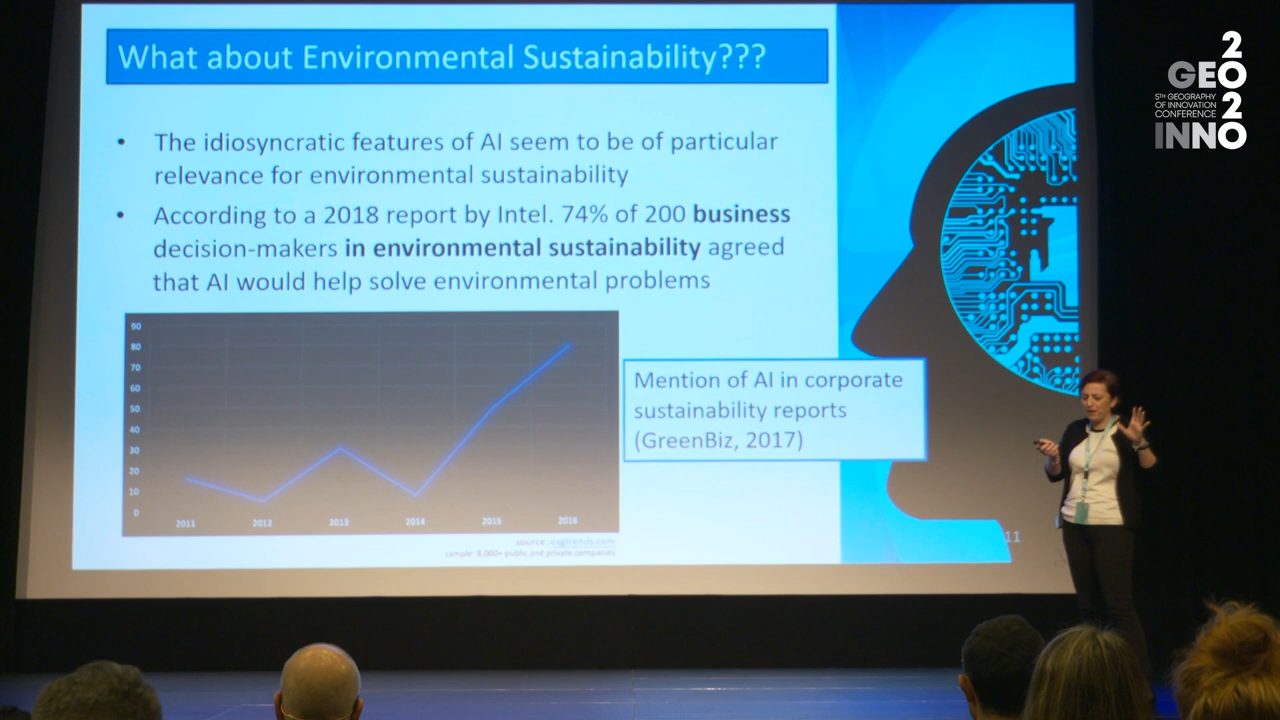 What about Environmental Sustainability???
• The idiosyncratic features of AI seem to be of particular
relevance for environmental sustainability
• According to a 2018 report by Intel. 74% of 200 business
decision-makers in environmental sustainability agreed
that AI would help solve environmental problems
90
80
70
60
50
40
30
20
10
0
2011 2012 2013 2014 2015 2016
Mention of AI in corporate
sustainability reports
(GreenBiz, 2017)
source: esgtrends.com
sample: 8,000+ public and private companies
11
2
GEO
5TH GEOGRAPHY
OF INNOVATION
CONFERENCE
2
INNO